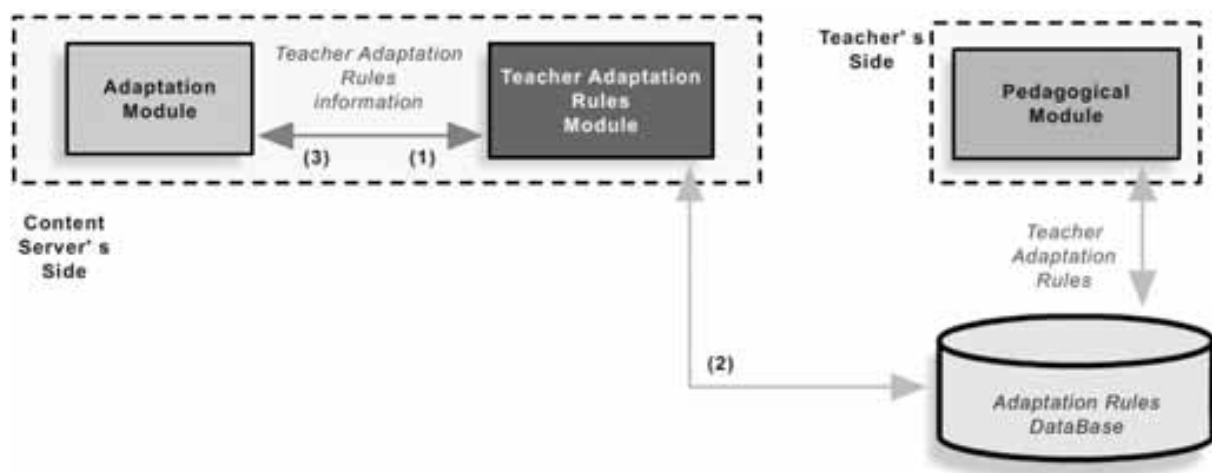 Adaptation
Module
Teacher Adaptation
Rules
information
(3)
(1)
Teacher Adaptation
Rules
Module
Content
Server' s
Side
Teacher' s
Side
Pedagogical
Module
Teacher
Adaptation
Rules
(2)
Adaptation Rules
DataBase